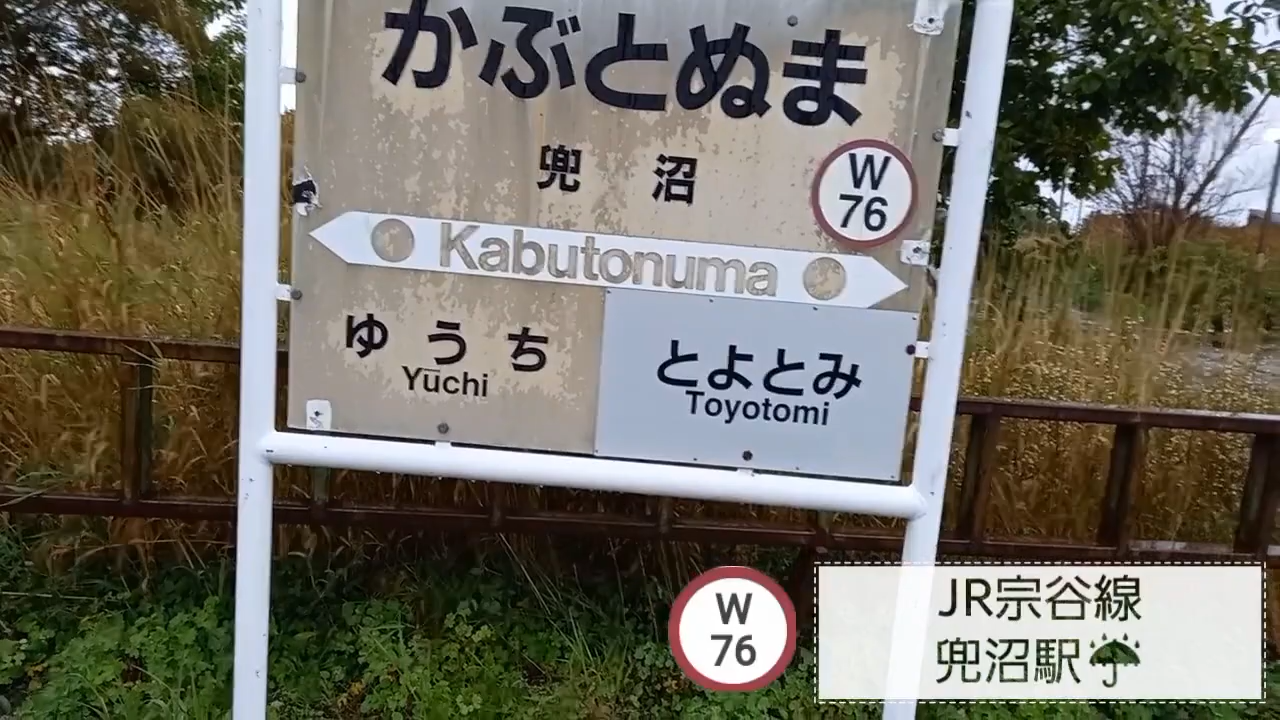 かぶとぬま
兜 沼
W
76
Kabutonuma
ゆうち
Yūchi
とよとみ
Toyotomi
W
76
JR宗谷線
兜沼駅☂